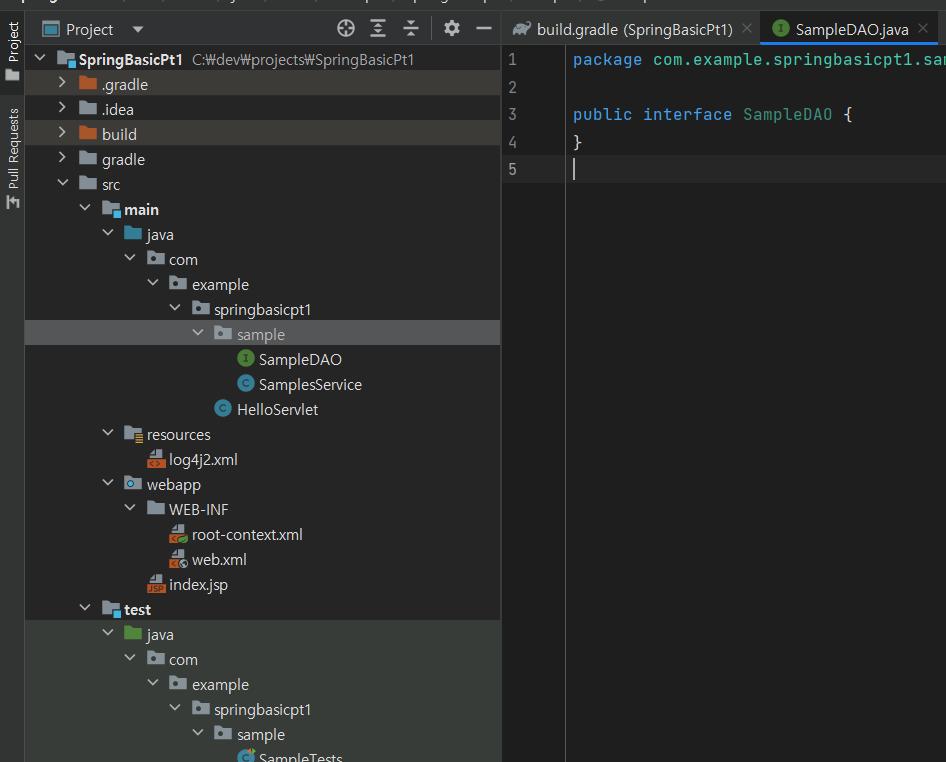 Project
Pull Requests
Project
SpringBasicPt1 C:₩dev₩projects₩SpringBasicPt1
.gradle
.idea
build
gradle
src
main
java
com
example
springbasicpt1
sample
SampleDAO
SamplesService
HelloServlet
resources
log4j2.xml
webapp
WEB-INF
root-context.xml
web.xml
index.jsp
test
java
com
example
springbasicpt1
sample
SampleTests
build.gradle (SpringBasicPt1)
SampleDAO.java
1 package com.example.springbasicpt1.sam
2
3 public interface SampleDAO {
4 }
5